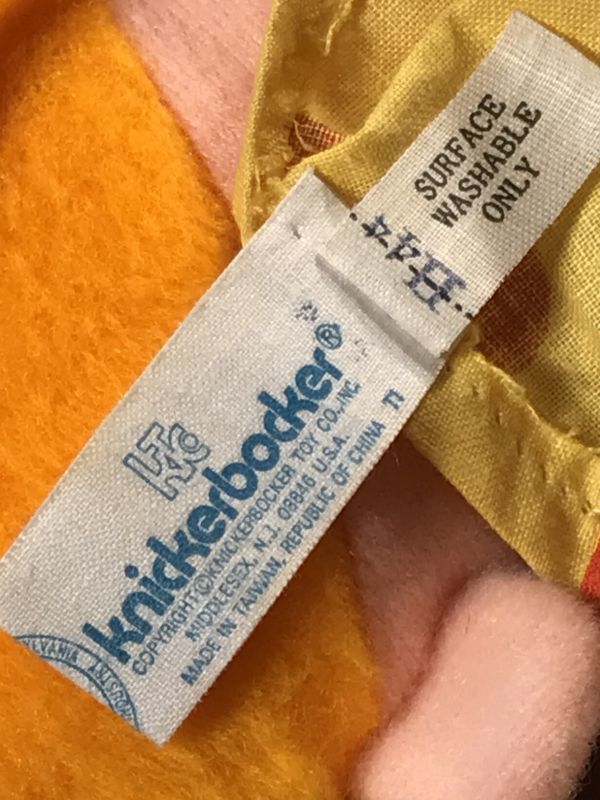 SURFACE
WASHABLE
ONLY
KTC
knickerbocker®
COPYRIGHT©KNICKERBOCKER TOY CO., INC.
MIDDLESEX, N.J. 08846 U.S.A.
MADE IN TAIWAN, REPUBLIC OF CHINA